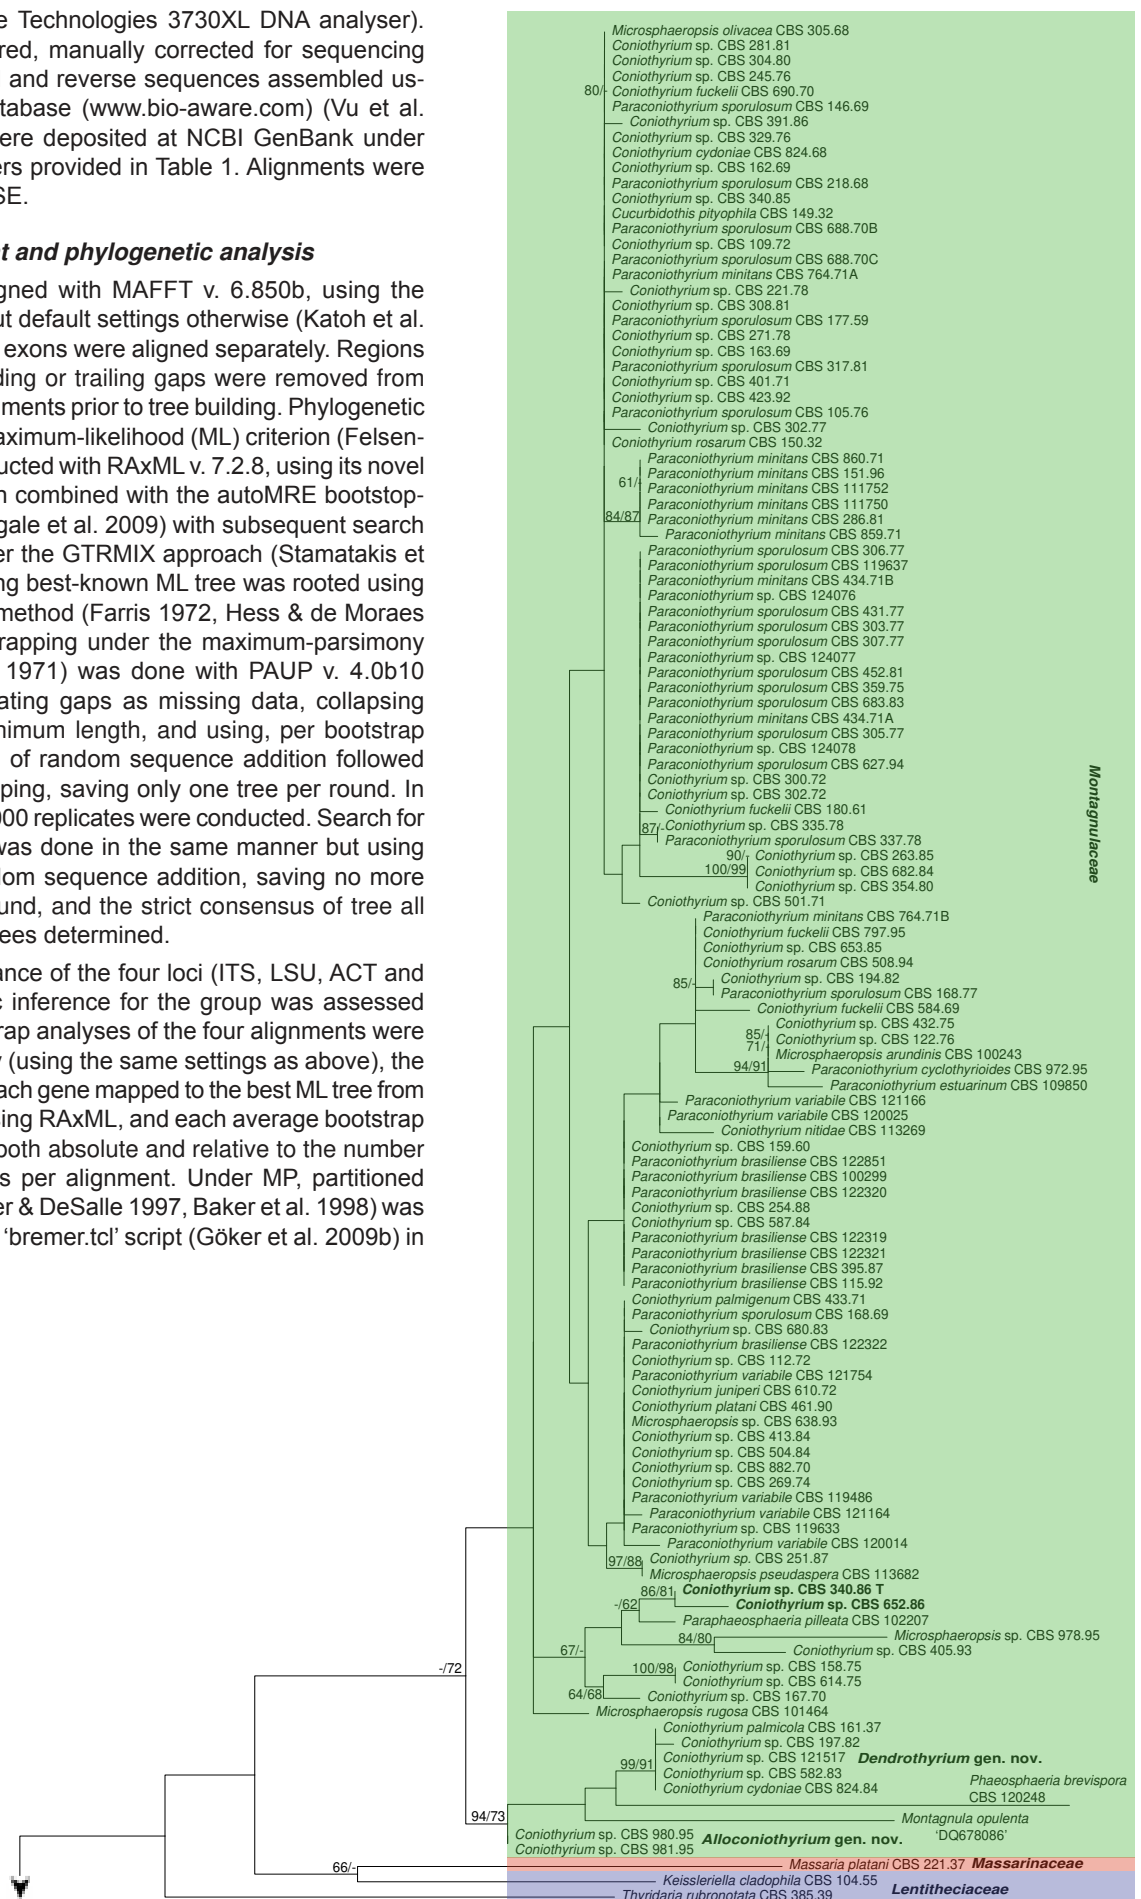 e Technologies 3730XL DNA analyser).
red, manually corrected for sequencing
and reverse sequences assembled us-
tabase (www.bio-aware.com) (Vu et al.
ere deposited at NCBI GenBank under
ers provided in Table 1. Alignments were
SE.
t and phylogenetic analysis
gned with MAFFT v. 6.850b, using the
ut default settings otherwise (Katoh et al.
exons were aligned separately. Regions
ding or trailing gaps were removed from
nments prior to tree building. Phylogenetic
aximum-likelihood (ML) criterion (Felsen-
ucted with RAxML v. 7.2.8, using its novel
n combined with the autoMRE bootstop-
gale et al. 2009) with subsequent search
er the GTRMIX approach (Stamatakis et
ng best-known ML tree was rooted using
method (Farris 1972, Hess & de Moraes
rapping under the maximum-parsimony
1971) was done with PAUP v. 4.0b10
ating gaps as missing data, collapsing
nimum length, and using, per bootstrap
of random sequence addition followed
ping, saving only one tree per round. In
000 replicates were conducted. Search for
was done in the same manner but using
dom sequence addition, saving no more
und, and the strict consensus of tree all
rees determined.
ance of the four loci (ITS, LSU, ACT and
c inference for the group was assessed
rap analyses of the four alignments were
y (using the same settings as above), the
each gene mapped to the best ML tree from
sing RAxML, and each average bootstrap
both absolute and relative to the number
s per alignment. Under MP, partitioned
er & DeSalle 1997, Baker et al. 1998) was
'bremer.tcl' script (Göker et al. 2009b) in
Microsphaeropsis olivacea CBS 305.68
Coniothyrium sp. CBS 281.81
Coniothyrium sp. CBS 304.80
Coniothyrium sp. CBS 245.76
80/- Coniothyrium fuckelii CBS 690.70
Paraconiothyrium sporulosum CBS 146.69
Coniothyrium sp. CBS 391.86
Coniothyrium sp. CBS 329.76
Coniothyrium cydoniae CBS 824.68
Coniothyrium sp. CBS 162.69
Paraconiothyrium sporulosum CBS 218.68
Coniothyrium sp. CBS 340.85
Cucurbidothis pityophila CBS 149.32
Paraconiothyrium sporulosum CBS 688.70B
Coniothyrium sp. CBS 109.72
Paraconiothyrium sporulosum CBS 688.70C
Paraconiothyrium minitans CBS 764.71A
Coniothyrium sp. CBS 221.78
Coniothyrium sp. CBS 308.81
Paraconiothyrium sporulosum CBS 177.59
Coniothyrium sp. CBS 271.78
Coniothyrium sp. CBS 163.69
Paraconiothyrium sporulosum CBS 317.81
Coniothyrium sp. CBS 401.71
Coniothyrium sp. CBS 423.92
Paraconiothyrium sporulosum CBS 105.76
Coniothyrium sp. CBS 302.77
Coniothyrium rosarum CBS 150.32
Paraconiothyrium minitans CBS 860.71
Paraconiothyrium minitans CBS 151.96
61/- Paraconiothyrium minitans CBS 111752
Paraconiothyrium minitans CBS 111750
84/87 Paraconiothyrium minitans CBS 286.81
Paraconiothyrium minitans CBS 859.71
Paraconiothyrium sporulosum CBS 306.77
Paraconiothyrium sporulosum CBS 119637
Paraconiothyrium minitans CBS 434.71B
Paraconiothyrium sp. CBS 124076
Paraconiothyrium sporulosum CBS 431.77
Paraconiothyrium sporulosum CBS 303.77
Paraconiothyrium sporulosum CBS 307.77
Paraconiothyrium sp. CBS 124077
Paraconiothyrium sporulosum CBS 452.81
Paraconiothyrium sporulosum CBS 359.75
Paraconiothyrium sporulosum CBS 683.83
Paraconiothyrium minitans CBS 434.71A
Paraconiothyrium sporulosum CBS 305.77
Paraconiothyrium sp. CBS 124078
Paraconiothyrium sporulosum CBS 627.94
Coniothyrium sp. CBS 300.72
Coniothyrium sp. CBS 302.72
Coniothyrium fuckelii CBS 180.61
87/- Coniothyrium sp. CBS 335.78
Paraconiothyrium sporulosum CBS 337.78
90/- Coniothyrium sp. CBS 263.85
100/99 Coniothyrium sp. CBS 682.84
Coniothyrium sp. CBS 354.80
Coniothyrium sp. CBS 501.71
Paraconiothyrium minitans CBS 764.71B
Coniothyrium fuckelii CBS 797.95
Coniothyrium sp. CBS 653.85
Coniothyrium rosarum CBS 508.94
85/- Coniothyrium sp. CBS 194.82
Paraconiothyrium sporulosum CBS 168.77
Coniothyrium fuckelii CBS 584.69
Coniothyrium sp. CBS 432.75
85/- Coniothyrium sp. CBS 122.76
71/- Microsphaeropsis arundinis CBS 100243
94/91 Paraconiothyrium cyclothyrioides CBS 972.95
Paraconiothyrium estuarinum CBS 109850
Paraconiothyrium variabile CBS 121166
Paraconiothyrium variabile CBS 120025
Coniothyrium nitidae CBS 113269
Coniothyrium sp. CBS 159.60
Paraconiothyrium brasiliense CBS 122851
Paraconiothyrium brasiliense CBS 100299
Paraconiothyrium brasiliense CBS 122320
Coniothyrium sp. CBS 254.88
Coniothyrium sp. CBS 587.84
Paraconiothyrium brasiliense CBS 122319
Paraconiothyrium brasiliense CBS 122321
Paraconiothyrium brasiliense CBS 395.87
Paraconiothyrium brasiliense CBS 115.92
Coniothyrium palmigenum CBS 433.71
Paraconiothyrium sporulosum CBS 168.69
Coniothyrium sp. CBS 680.83
Paraconiothyrium brasiliense CBS 122322
Coniothyrium sp. CBS 112.72
Paraconiothyrium variabile CBS 121754
Coniothyrium juniperi CBS 610.72
Coniothyrium platani CBS 461.90
Microsphaeropsis sp. CBS 638.93
Coniothyrium sp. CBS 413.84
Coniothyrium sp. CBS 504.84
Coniothyrium sp. CBS 882.70
Coniothyrium sp. CBS 269.74
Paraconiothyrium variabile CBS 119486
Paraconiothyrium variabile CBS 121164
Paraconiothyrium sp. CBS 119633
Paraconiothyrium variabile CBS 120014
97/88 Coniothyrium sp. CBS 251.87
Microsphaeropsis pseudaspera CBS 113682
86/81 Coniothyrium sp. CBS 340.86 T
-/62 Coniothyrium sp. CBS 652.86
Paraphaeosphaeria pilleata CBS 102207
84/80 Microsphaeropsis sp. CBS 978.95
67/- Coniothyrium sp. CBS 405.93
100/98 Coniothyrium sp. CBS 158.75
Coniothyrium sp. CBS 614.75
64/68 Coniothyrium sp. CBS 167.70
Microsphaeropsis rugosa CBS 101464
-/72
Coniothyrium palmicola CBS 161.37
Coniothyrium sp. CBS 197.82
99/91 Coniothyrium sp. CBS 121517 Dendrothyrium gen. nov.
Coniothyrium sp. CBS 582.83
Coniothyrium cydoniae CBS 824.84
Phaeosphaeria brevispora
CBS 120248
94/73 Montagnula opulenta
'DQ678086'
Coniothyrium sp. CBS 980.95 Alloconiothyrium gen. nov.
Coniothyrium sp. CBS 981.95
Montagnulaceae
66/- Massaria platani CBS 221.37 Massarinaceae
Keissleriella cladophila CBS 104.55
Lentitheciaceae
Thyridaria rubronotata CBS 385.39